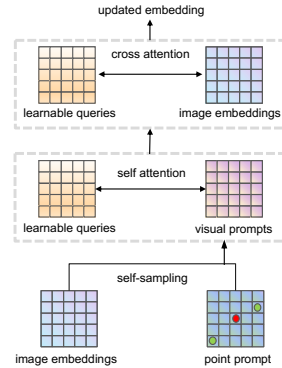 updated embedding
cross attention
learnable queries image embeddings
self attention
learnable queries visual prompts
self-sampling
image embeddings point prompt